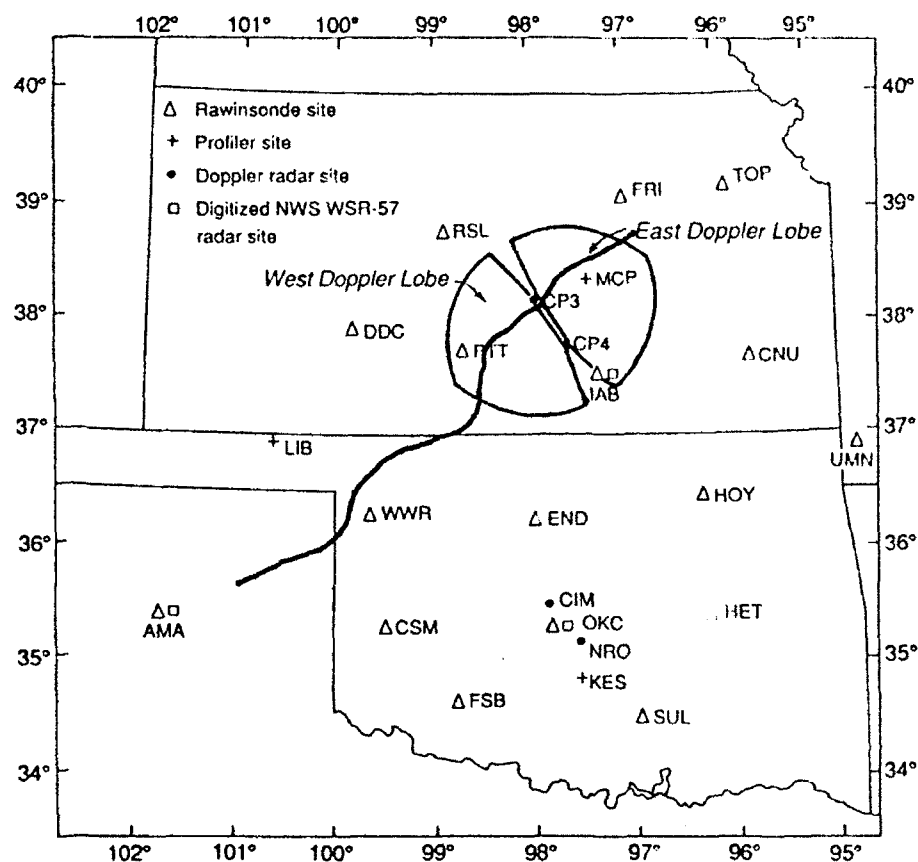 102° 100° 99° 98° 97° 96° 95°
40° 40°
△ Rawinsonde site
+ Profiler site
● Doppler radar site
□ Digitized NWS WSR-57
radar site
39° 39°
FRI
TOP
RSL
East Doppler Lobe
West Doppler Lobe
MCP
CP3
38° 38°
DDC
PTT
CP4
CNU
IAB
37° 37°
LIB
UMN
HOY
WWR
END
36° 36°
CIM
HET
OKC
AMA
CSM
35° 35°
NRO
KES
FSB
SUL
34° 34°
102° 101° 100° 99° 98° 97° 96° 95°